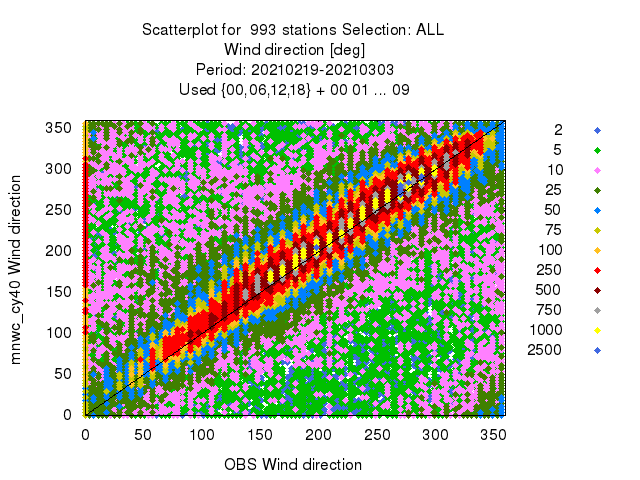 Scatterplot for 993 stations Selection: ALL
Wind direction [deg]
Period: 20210219-20210303
Used {00,06,12,18} + 00 01 ... 09
mnwc_cy40 Wind direction
350
300
250
200
150
100
50
0
0 50 100 150 200 250 300 350
OBS Wind direction
2
5
10
25
50
75
100
250
500
750
1000
2500